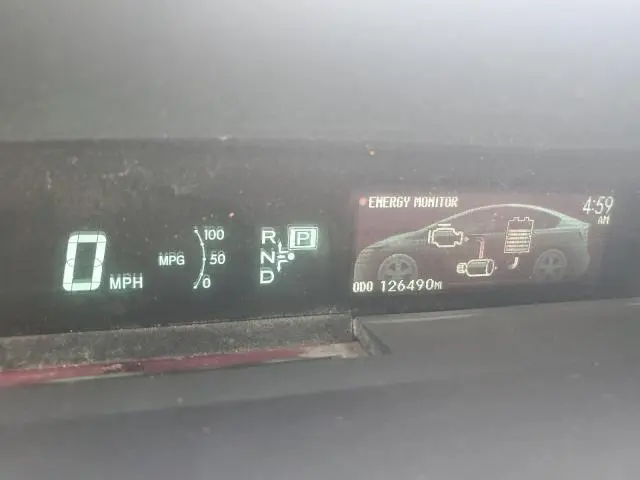 0 MPH
MPG
100
50
0
R
P
N
D
ENERGY MONITOR
4:59
AM
ODO 126490MI